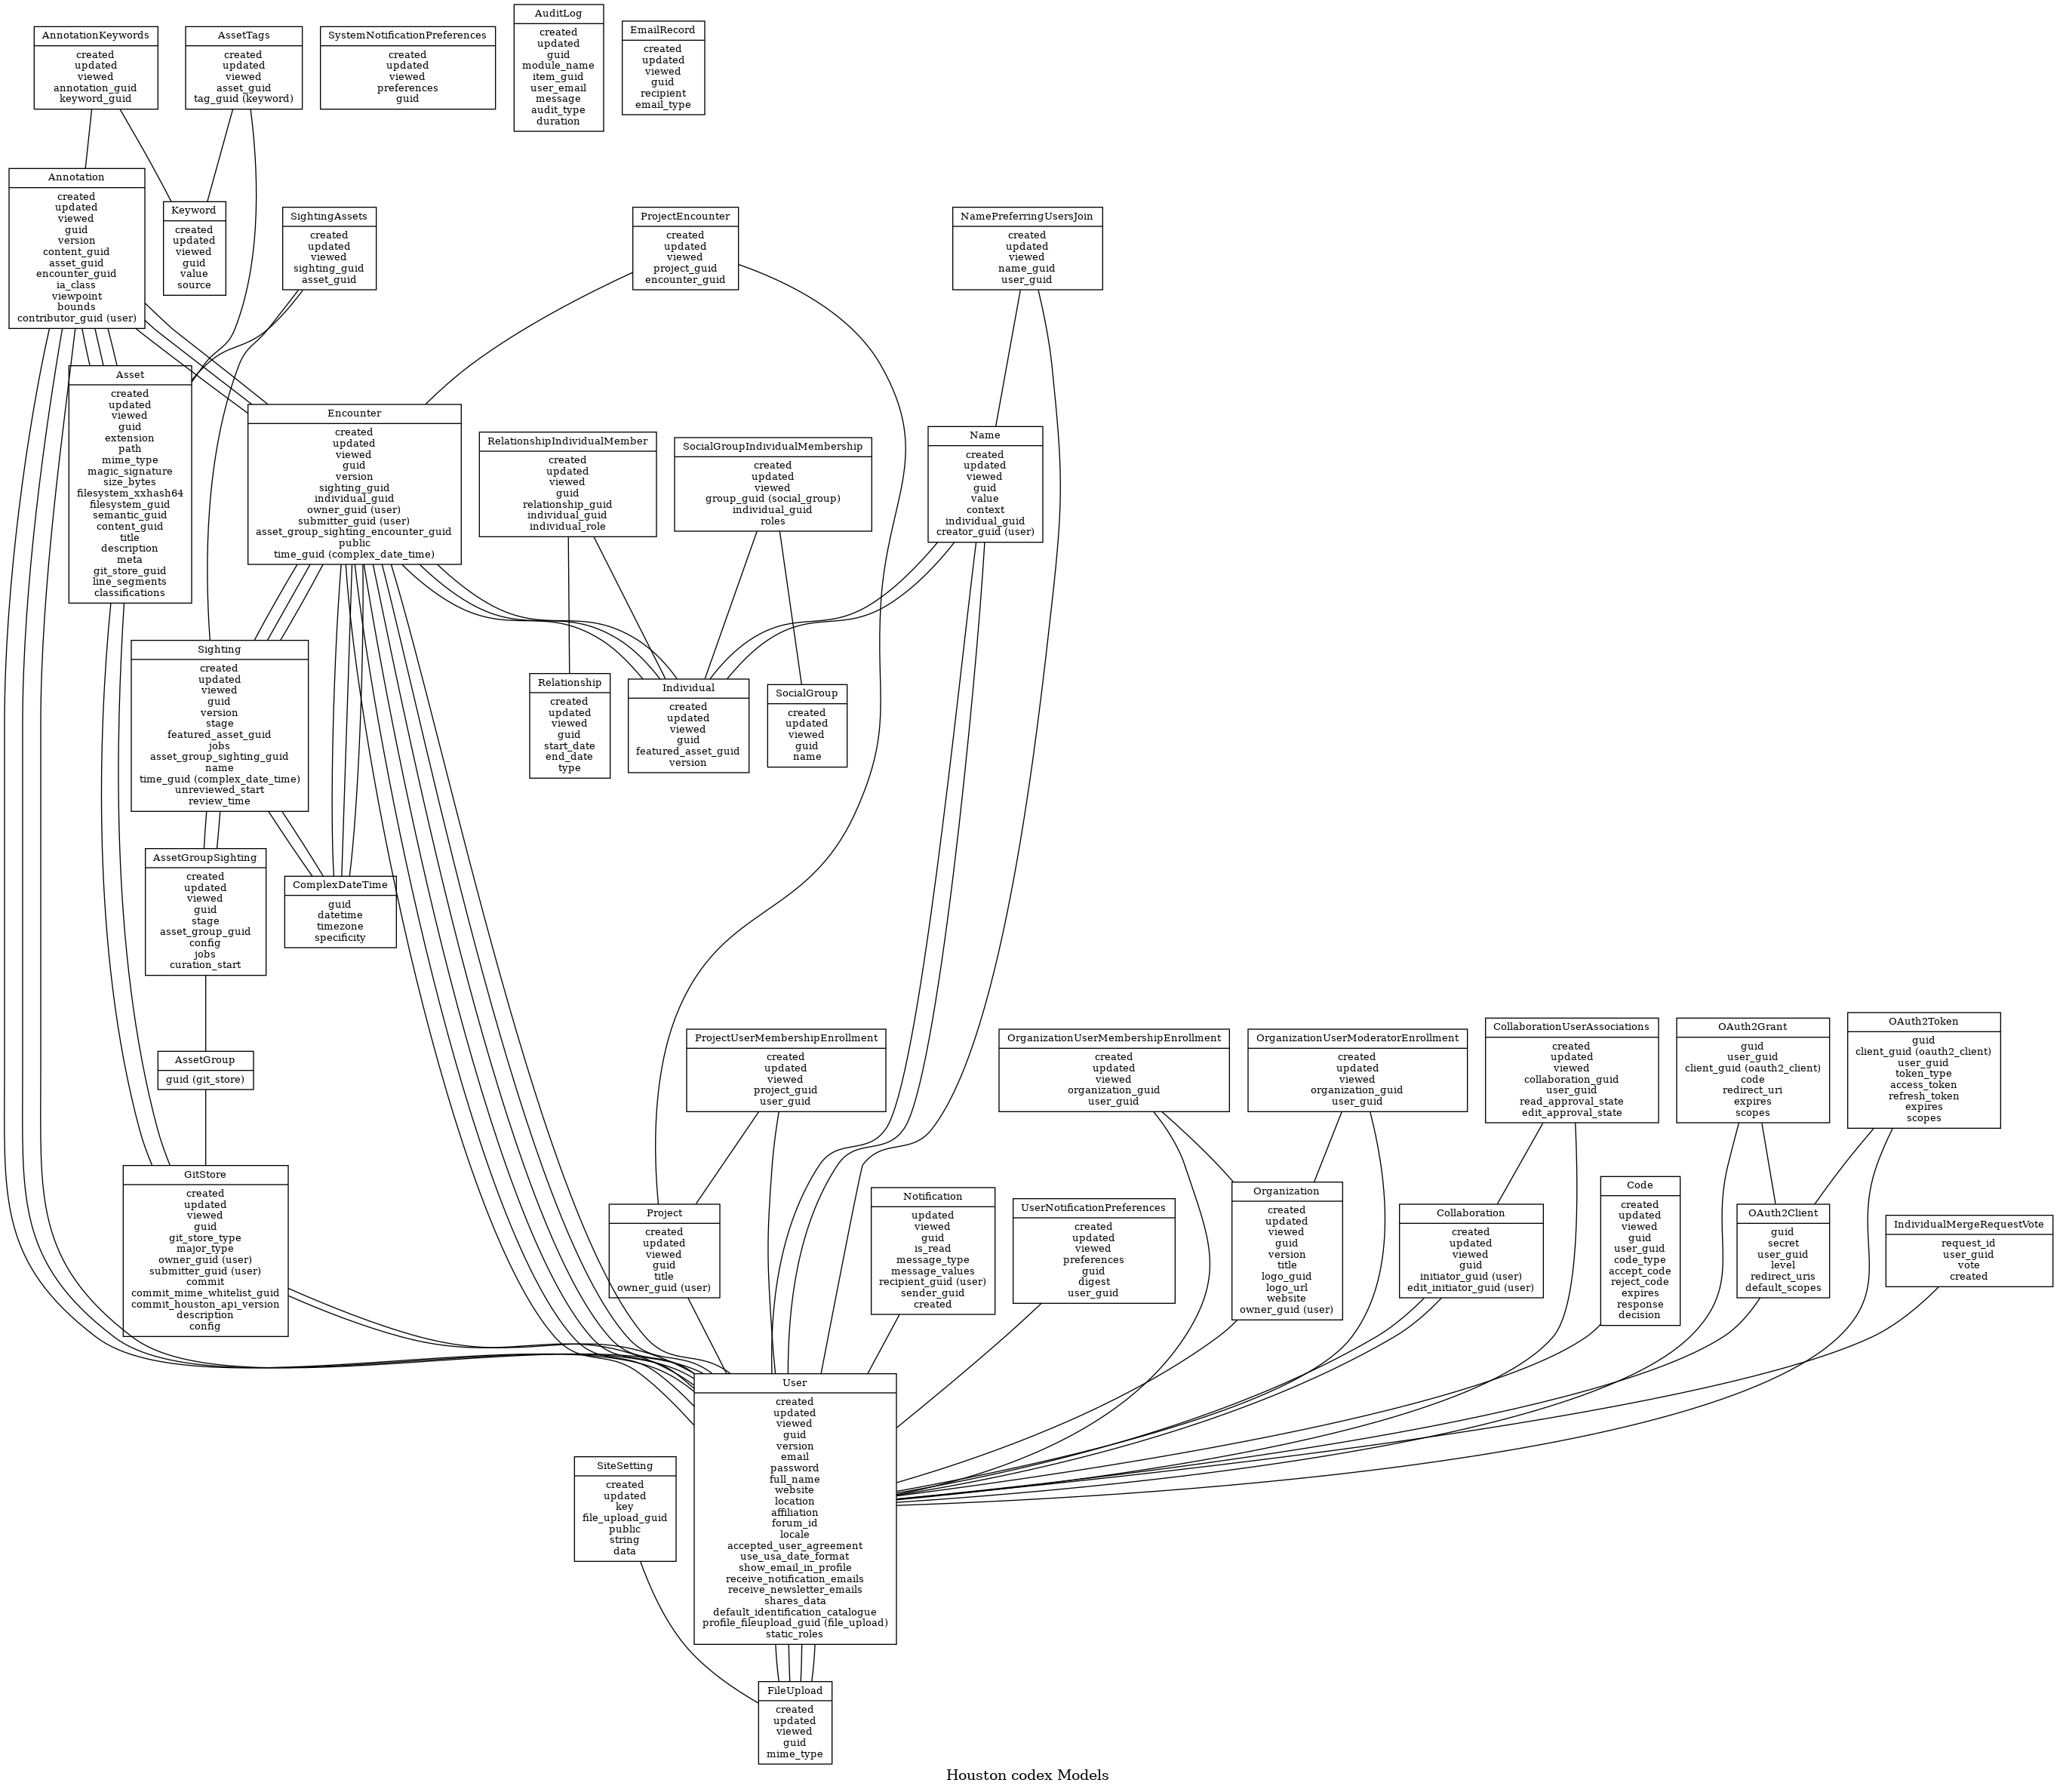 AnnotationKeywords
created
updated
viewed
annotation_guid
keyword_guid
AssetTags
created
updated
viewed
asset_guid
tag_guid (keyword)
SystemNotificationPreferences
created
updated
viewed
preferences
guid
AuditLog
created
updated
guid
module_name
item_guid
user_email
message
audit_type
duration
EmailRecord
created
updated
viewed
guid
recipient
email_type
Annotation
created
updated
viewed
guid
version
content_guid
asset_guid
encounter_guid
ia_class
viewpoint
bounds
contributor_guid (user)
Keyword
created
updated
viewed
guid
value
source
SightingAssets
created
updated
viewed
sighting_guid
asset_guid
ProjectEncounter
created
updated
viewed
project_guid
encounter_guid
NamePreferringUsersJoin
created
updated
viewed
name_guid
user_guid
Asset
created
updated
viewed
guid
extension
path
mime_type
magic_signature
size_bytes
filesystem_xxhash64
filesystem_guid
semantic_guid
content_guid
title
description
meta
git_store_guid
line_segments
classifications
Encounter
created
updated
viewed
guid
version
sighting_guid
individual_guid
owner_guid (user)
submitter_guid (user)
asset_group_sighting_encounter_guid
public
time_guid (complex_date_time)
RelationshipIndividualMember
created
updated
viewed
guid
relationship_guid
individual_guid
individual_role
SocialGroupIndividualMembership
created
updated
viewed
group_guid (social_group)
individual_guid
roles
Name
created
updated
viewed
guid
value
context
individual_guid
creator_guid (user)
Sighting
created
updated
viewed
guid
version
stage
featured_asset_guid
jobs
asset_group_sighting_guid
name
time_guid (complex_date_time)
unreviewed_start
review_time
Relationship
created
updated
viewed
guid
start_date
end_date
type
Individual
created
updated
viewed
guid
featured_asset_guid
version
SocialGroup
created
updated
viewed
guid
name
AssetGroupSighting
created
updated
viewed
guid
stage
asset_group_guid
config
jobs
curation_start
ComplexDateTime
guid
datetime
timezone
specificity
AssetGroup
guid (git_store)
ProjectUserMembershipEnrollment
created
updated
viewed
project_guid
user_guid
OrganizationUserMembershipEnrollment
created
updated
viewed
organization_guid
user_guid
OrganizationUserModeratorEnrollment
created
updated
viewed
organization_guid
user_guid
CollaborationUserAssociations
created
updated
viewed
collaboration_guid
user_guid
read_approval_state
edit_approval_state
OAuth2Grant
guid
user_guid
client_guid (oauth2_client)
code
redirect_uri
expires
scopes
OAuth2Token
guid
client_guid (oauth2_client)
user_guid
token_type
access_token
refresh_token
expires
scopes
GitStore
created
updated
viewed
guid
git_store_type
major_type
owner_guid (user)
submitter_guid (user)
commit
commit_mime_whitelist_guid
commit_houston_api_version
description
config
Project
created
updated
viewed
guid
title
owner_guid (user)
Notification
updated
viewed
guid
is_read
message_type
message_values
recipient_guid (user)
sender_guid
created
UserNotificationPreferences
created
updated
viewed
preferences
guid
digest
user_guid
Organization
created
updated
viewed
guid
version
title
logo_guid
logo_url
website
owner_guid (user)
Collaboration
created
updated
viewed
guid
initiator_guid (user)
edit_initiator_guid (user)
Code
created
updated
viewed
guid
user_guid
code_type
accept_code
reject_code
expires
response
decision
OAuth2Client
guid
secret
user_guid
level
redirect_uris
default_scopes
IndividualMergeRequestVote
request_id
user_guid
vote
created
User
created
updated
viewed
guid
version
email
password
full_name
website
location
affiliation
forum_id
locale
accepted_user_agreement
use_usa_date_format
show_email_in_profile
receive_notification_emails
receive_newsletter_emails
shares_data
default_identification_catalogue
profile_fileupload_guid (file_upload)
static_roles
SiteSetting
created
updated
key
file_upload_guid
public
string
data
FileUpload
created
updated
viewed
guid
mime_type
Houston codex Models